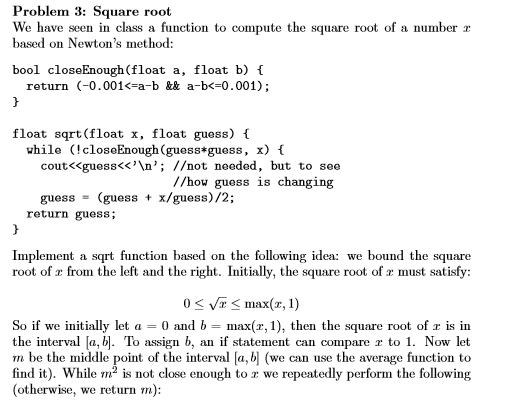 Problem 3: Square root
We have seen in class a function to compute the square root of a number x
based on Newton's method:
bool closeEnough(float a, float b) {
return (-0.001<=a-b && a-b<=0.001);
}
float sqrt(float x, float guess) {
while (!closeEnough(guess*guess, x) {
cout<<guess<<'\n'; //not needed, but to see
//how guess is changing
guess = (guess + x/guess)/2;
return guess;
}
Implement a sqrt function based on the following idea: we bound the square
root of x from the left and the right. Initially, the square root of x must satisfy:
0 ≤ √x ≤ max(x, 1)
So if we initially let a = 0 and b = max(x, 1), then the square root of x is in
the interval [a, b]. To assign b, an if statement can compare x to 1. Now let
m be the middle point of the interval [a, b] (we can use the average function to
find it). While m² is not close enough to x we repeatedly perform the following
(otherwise, we return m):